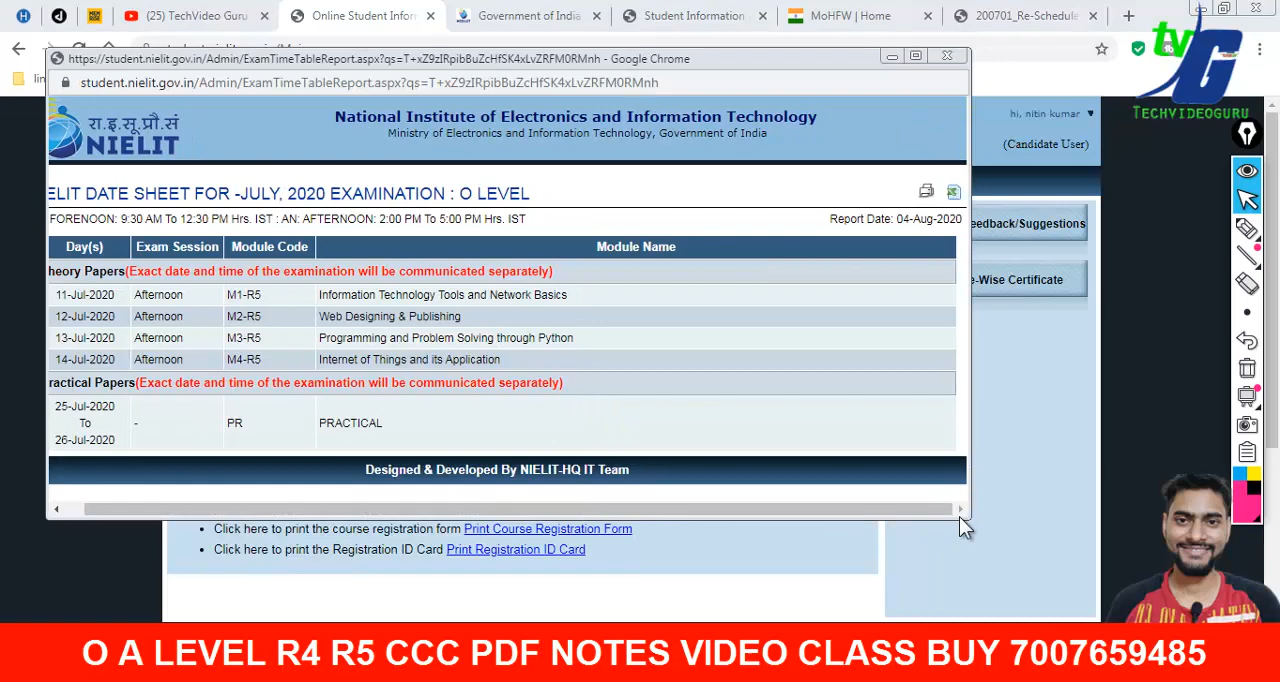 (25) TechVideo Guru
Online Student Infor
Government of India
Student Information
MoHFW | Home
200701_Re-Schedule
https://student.nielit.gov.in/Admin/ExamTimeTableReport.aspx?qs=T+xZ9zIRpibBuZcHfSK4xLvZRFM0RMnh - Google Chrome
lin
student.nielit.gov.in/Admin/ExamTimeTableReport.aspx?qs=T+xZ9zIRpibBuZcHfSK4xLvZRFM0RMnh
TECHVIDEOGURU
hi, nitin kumar
(Candidate User)
रा.इ.सू.प्रौ.सं
NIELIT
National Institute of Electronics and Information Technology
Ministry of Electronics and Information Technology, Government of India
ELIT DATE SHEET FOR -JULY, 2020 EXAMINATION : O LEVEL
FORENOON: 9:30 AM To 12:30 PM Hrs. IST : AN: AFTERNOON: 2:00 PM To 5:00 PM Hrs. IST Report Date: 04-Aug-2020
eedback/Suggestions
Day(s) Exam Session Module Code Module Name
heory Papers(Exact date and time of the examination will be communicated separately)
e-Wise Certificate
11-Jul-2020 Afternoon M1-R5 Information Technology Tools and Network Basics
12-Jul-2020 Afternoon M2-R5 Web Designing & Publishing
13-Jul-2020 Afternoon M3-R5 Programming and Problem Solving through Python
14-Jul-2020 Afternoon M4-R5 Internet of Things and its Application
ractical Papers(Exact date and time of the examination will be communicated separately)
25-Jul-2020
To - PR PRACTICAL
26-Jul-2020
Designed & Developed By NIELIT-HQ IT Team
Click here to print the course registration form Print Course Registration Form
Click here to print the Registration ID Card Print Registration ID Card
O A LEVEL R4 R5 CCC PDF NOTES VIDEO CLASS BUY 7007659485